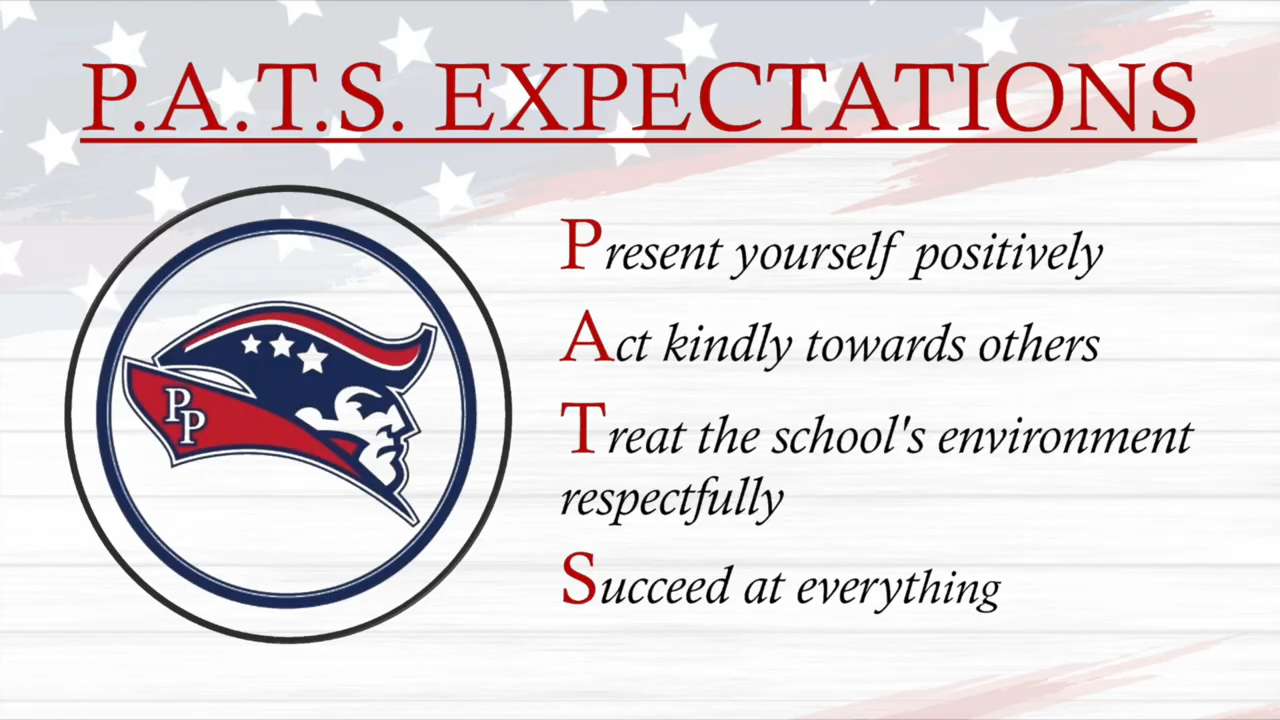 P.A.T.S. EXPECTATIONS
Present yourself positively
Act kindly towards others
PP
Treat the school's environment
respectfully
Succeed at everything